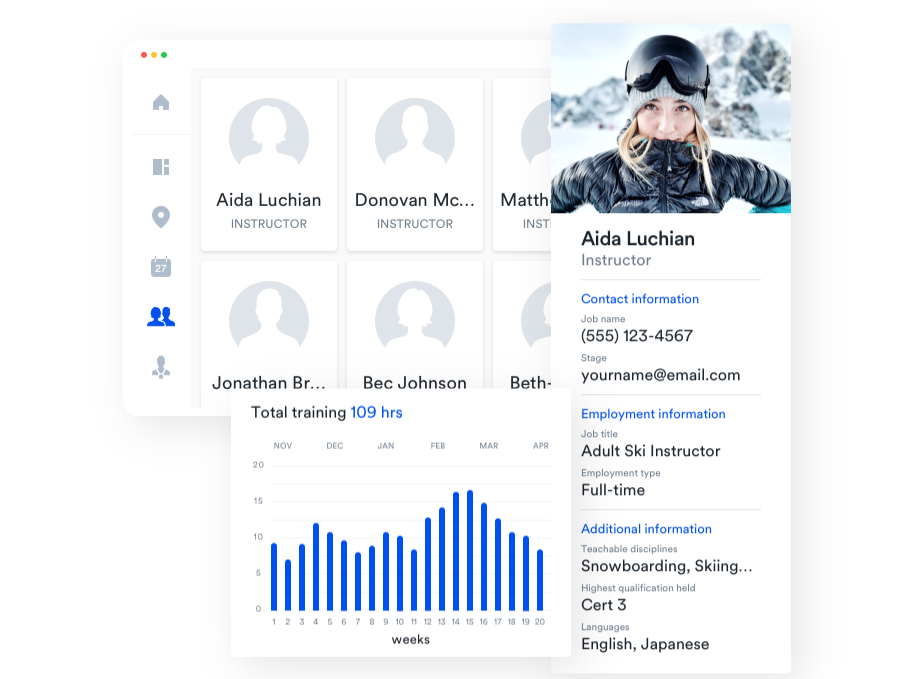 Aida Luchian
INSTRUCTOR
Donovan Mc...
INSTRUCTOR
Matth
INST
27
Jonathan Br...
Bec Johnson
Beth-
Total training 109 hrs
NOV DEC JAN FEB MAR APR
20
15
10
5
0
1 2 3 4 5 6 7 8 9 10 11 12 13 14 15 16 17 18 19 20
weeks
Aida Luchian
Instructor
Contact information
Job name
(555) 123-4567
Stage
yourname@email.com
Employment information
Job title
Adult Ski Instructor
Employment type
Full-time
Additional information
Teachable disciplines
Snowboarding, Skiing...
Highest qualification held
Cert 3
Languages
English, Japanese